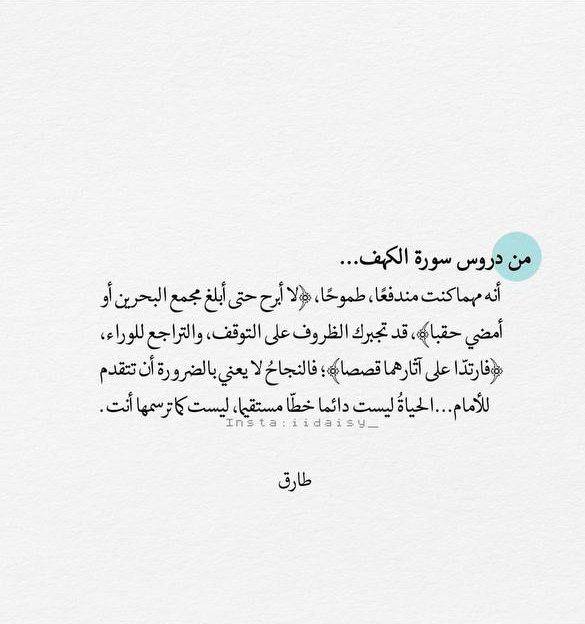 من دروس سورة الكهف...
أنه مهما كنت مندفعًا، طموحًا، ﴿لا أبرح حتى أبلغ مجمع البحرين أو
أمضي حقبا﴾، قد تجبرك الظروف على التوقف، والتراجع للوراء،
﴿فارتدّا على آثارهما قصصا﴾؛ فالنجاحُ لا يعني بالضرورة أن تتقدم
للأمام...الحياةُ ليست دائما خطّا مستقيما، ليست كما ترسمها أنت.
Insta:iidaisy_
طارق